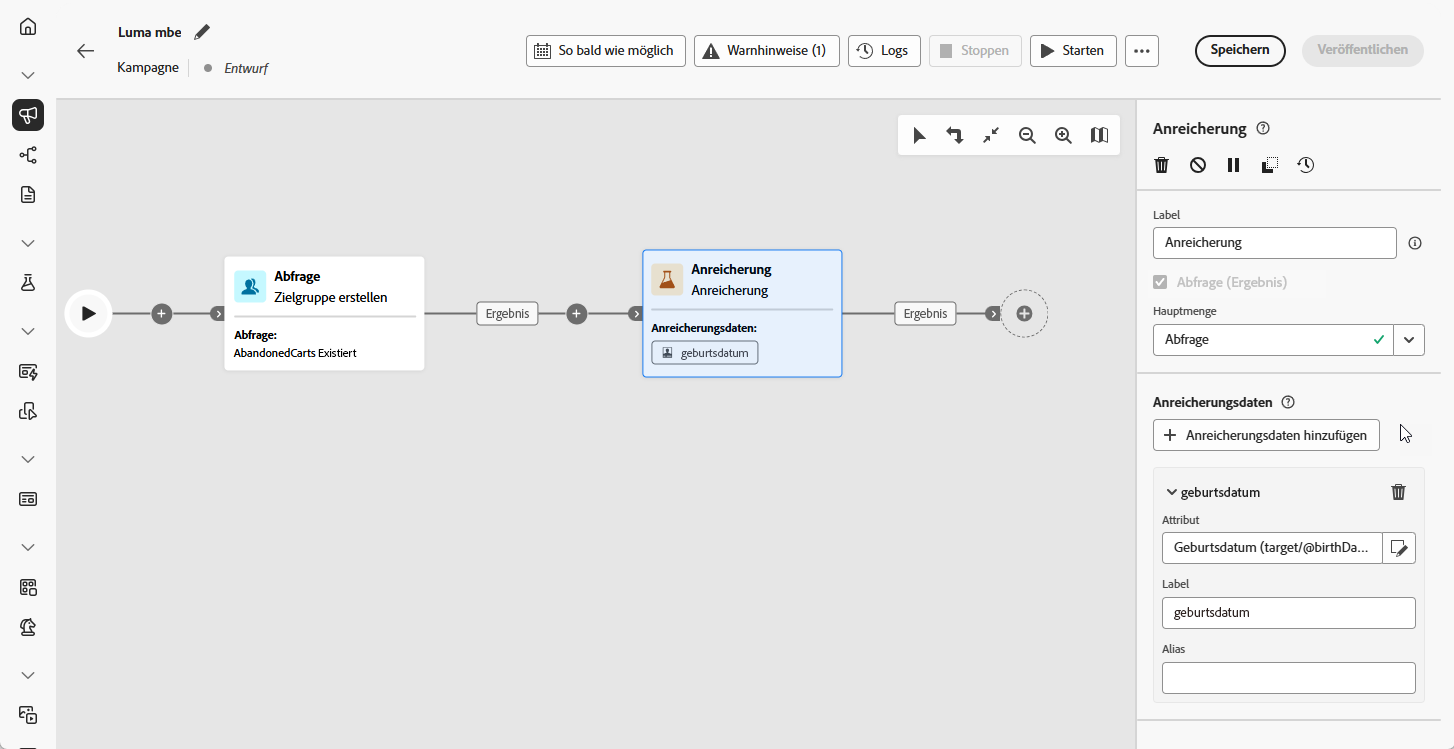 Luma mbe
Kampagne
Entwurf
So bald wie möglich
Warnhinweise (1)
Logs
Stoppen
Starten
Speichern
Veröffentlichen
Abfrage
Zielgruppe erstellen
Abfrage:
AbandonedCarts Existiert
Ergebnis
Anreicherung
Anreicherung
Anreicherungsdaten:
geburtsdatum
Ergebnis
Anreicherung
Label
Anreicherung
Abfrage (Ergebnis)
Hauptmenge
Abfrage
Anreicherungsdaten
Anreicherungsdaten hinzufügen
geburtsdatum
Attribut
Geburtsdatum (target/@birthDa...
Label
geburtsdatum
Alias